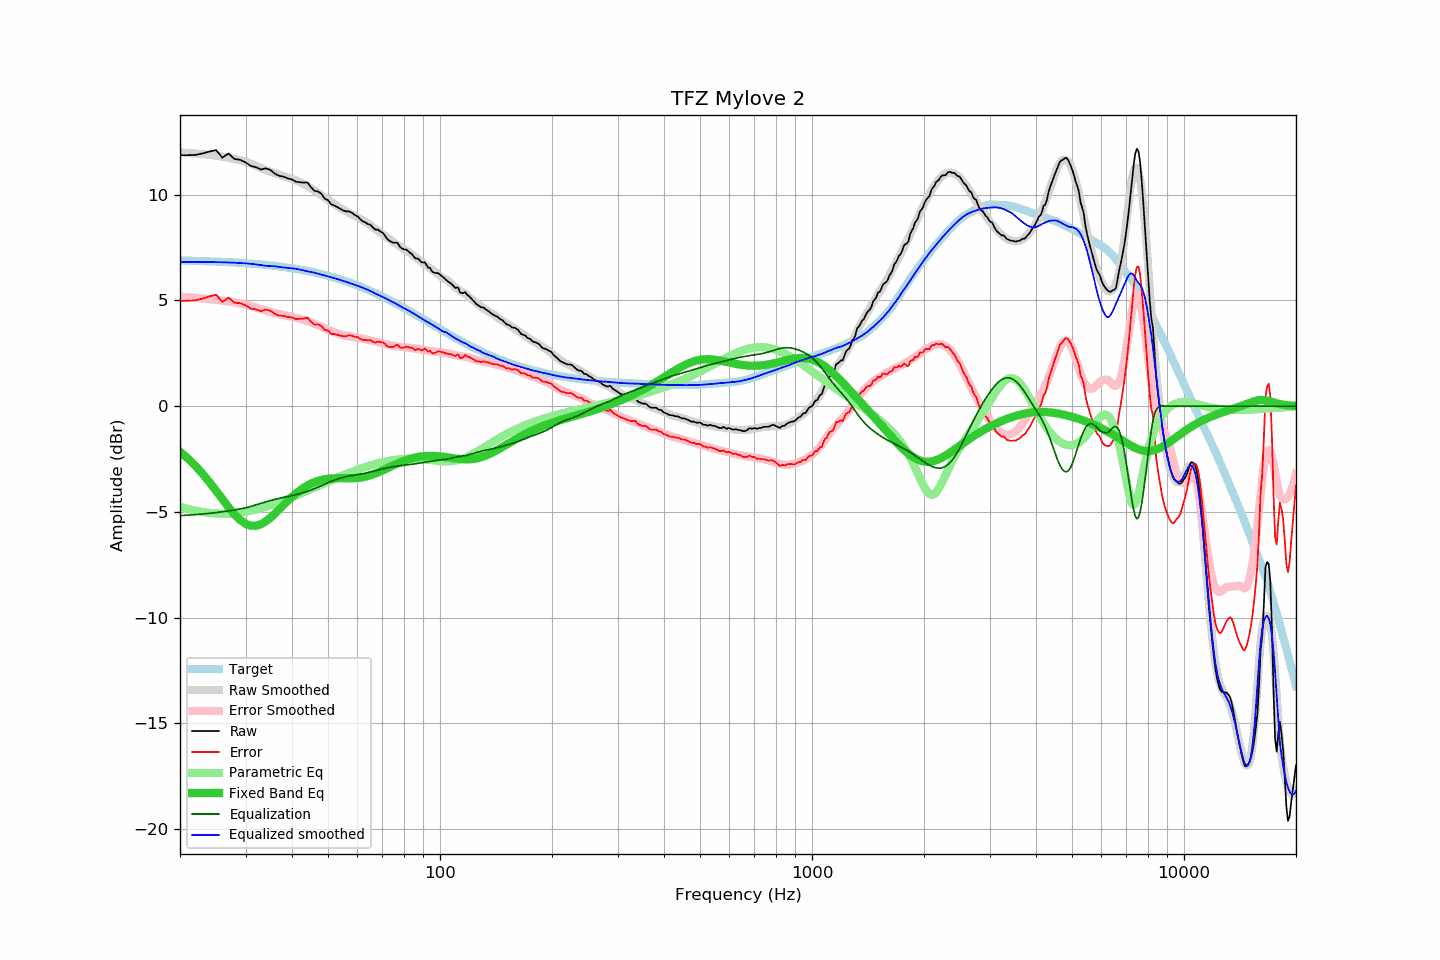 TFZ Mylove 2
Amplitude (dBr)
10
5
0
−5
−10
−15
−20
Target
Raw Smoothed
Error Smoothed
Raw
Error
Parametric Eq
Fixed Band Eq
Equalization
Equalized smoothed
100
1000
10000
Frequency (Hz)